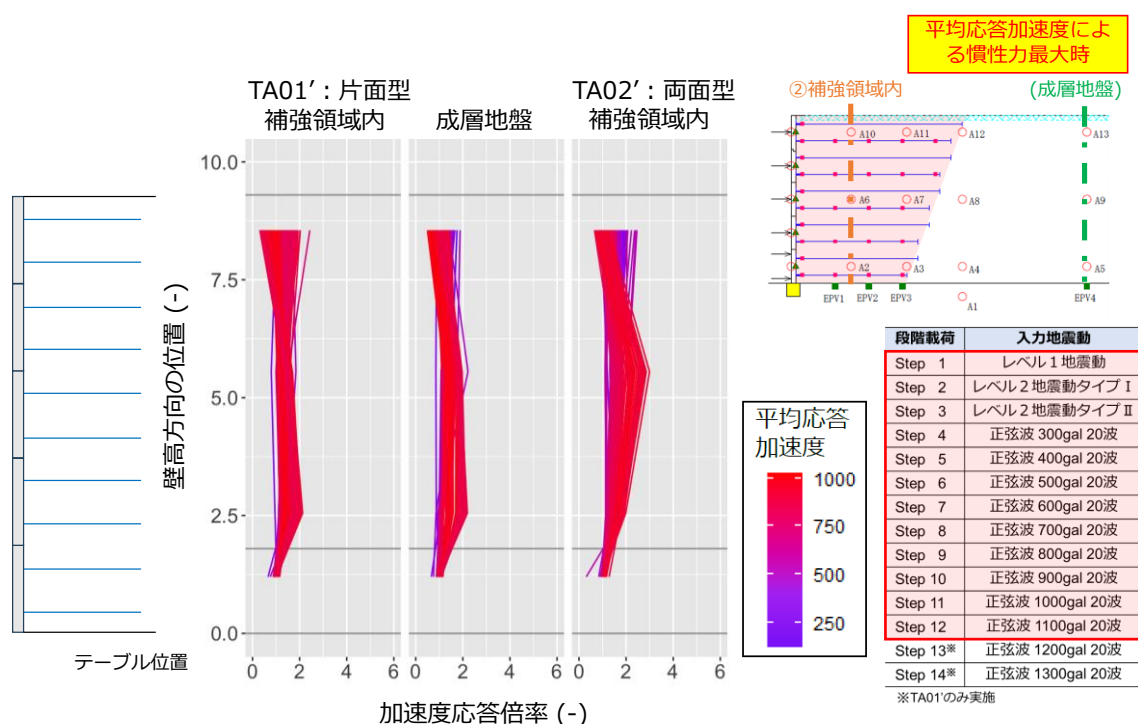 平均応答加速度によ
る慣性力最大時
TA01'：片面型
補強領域内
成層地盤
TA02'：両面型
補強領域内
②補強領域内
(成層地盤)
A10
A11
A12
A13
A6
A7
A8
A9
A2
A3
A4
A5
EPV1
EPV2
EPV3
A1
EPV4
壁高方向の位置 (-)
10.0
7.5
5.0
2.5
0.0
テーブル位置
0 2 4 6
0 2 4 6
0 2 4 6
加速度応答倍率 (-)
平均応答
加速度
1000
750
500
250
段階載荷 入力地震動
Step 1 レベル１地震動
Step 2 レベル２地震動タイプⅠ
Step 3 レベル２地震動タイプⅡ
Step 4 正弦波 300gal 20波
Step 5 正弦波 400gal 20波
Step 6 正弦波 500gal 20波
Step 7 正弦波 600gal 20波
Step 8 正弦波 700gal 20波
Step 9 正弦波 800gal 20波
Step 10 正弦波 900gal 20波
Step 11 正弦波 1000gal 20波
Step 12 正弦波 1100gal 20波
Step 13※ 正弦波 1200gal 20波
Step 14※ 正弦波 1300gal 20波
※TA01'のみ実施